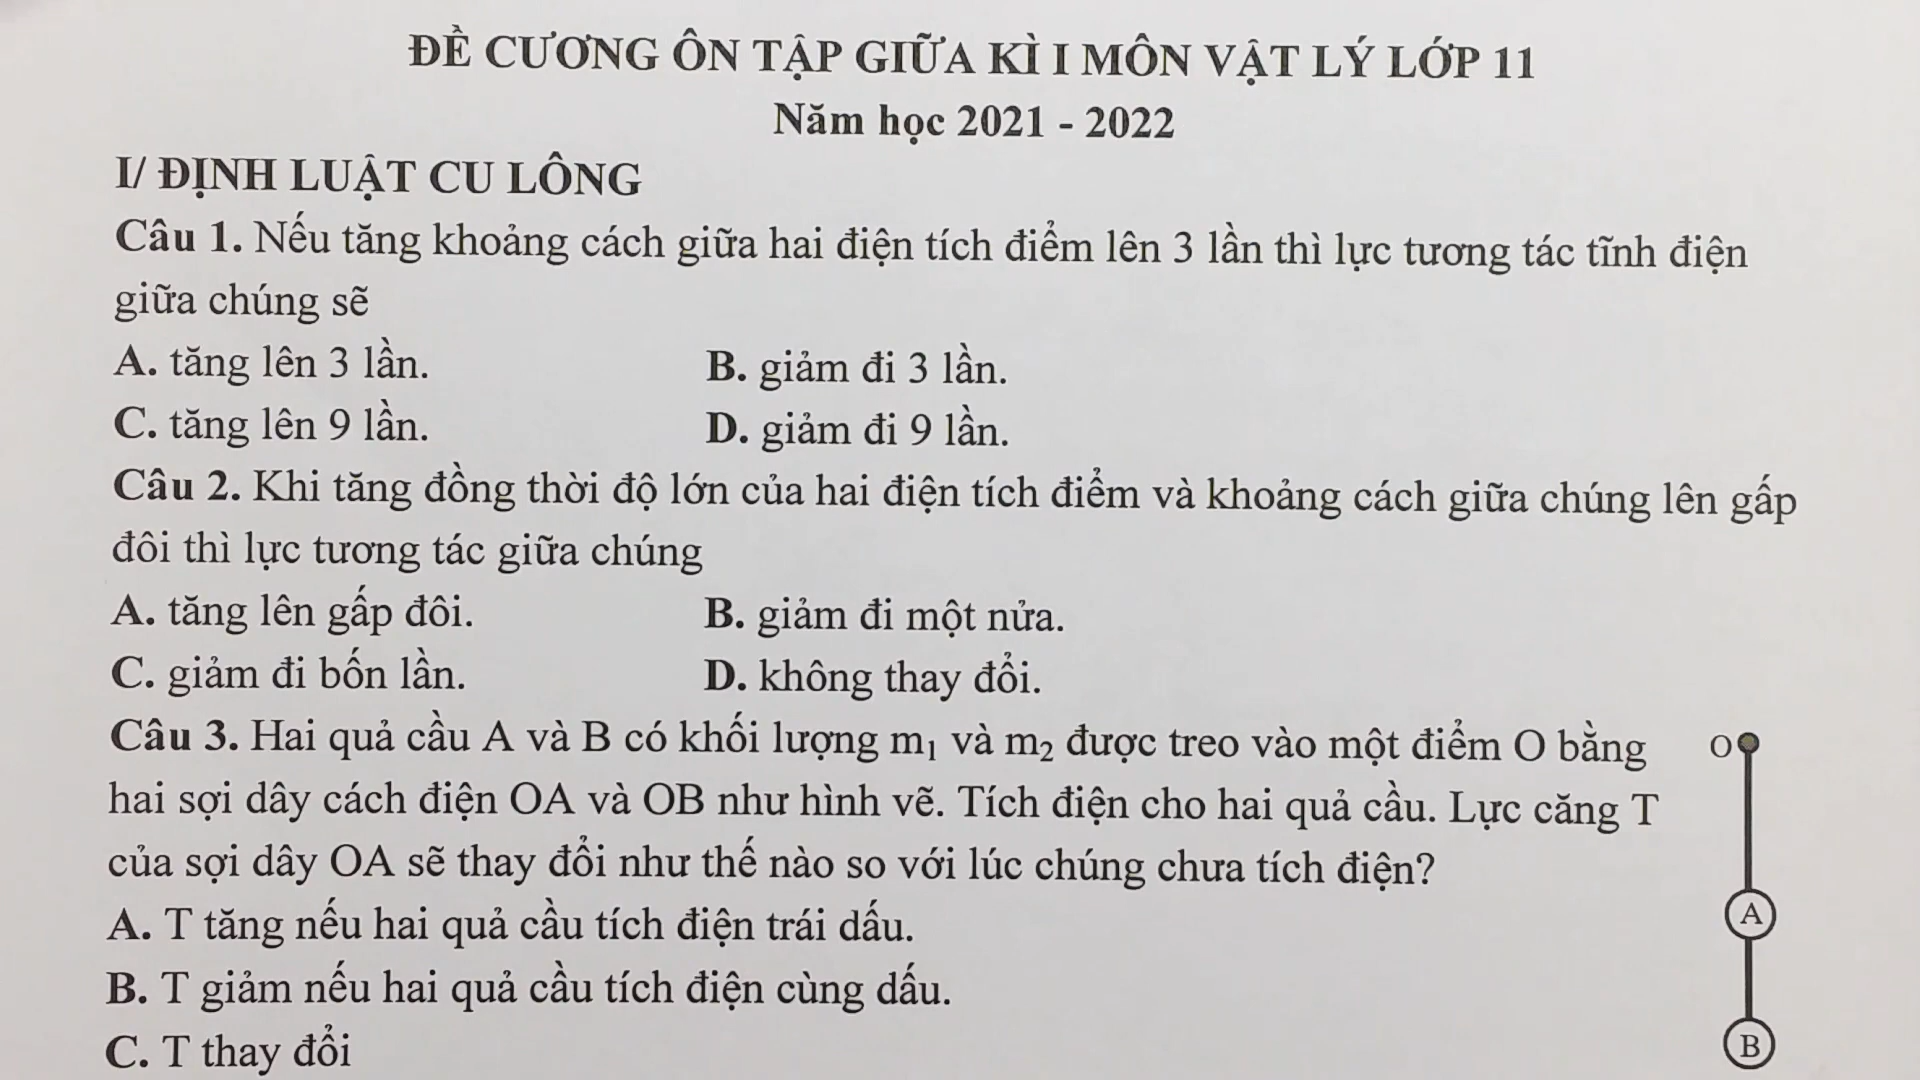 ĐỀ CƯƠNG ÔN TẬP GIỮA KÌ I MÔN VẬT LÝ LỚP 11
Năm học 2021 - 2022
I/ ĐỊNH LUẬT CU LÔNG
Câu 1. Nếu tăng khoảng cách giữa hai điện tích điểm lên 3 lần thì lực tương tác tĩnh điện
giữa chúng sẽ
A. tăng lên 3 lần. B. giảm đi 3 lần.
C. tăng lên 9 lần. D. giảm đi 9 lần.
Câu 2. Khi tăng đồng thời độ lớn của hai điện tích điểm và khoảng cách giữa chúng lên gấp
đôi thì lực tương tác giữa chúng
A. tăng lên gấp đôi. B. giảm đi một nửa.
C. giảm đi bốn lần. D. không thay đổi.
Câu 3. Hai quả cầu A và B có khối lượng m₁ và m₂ được treo vào một điểm O bằng
hai sợi dây cách điện OA và OB như hình vẽ. Tích điện cho hai quả cầu. Lực căng T
của sợi dây OA sẽ thay đổi như thế nào so với lúc chúng chưa tích điện?
A. T tăng nếu hai quả cầu tích điện trái dấu.
B. T giảm nếu hai quả cầu tích điện cùng dấu.
C. T thay đổi
O
A
B